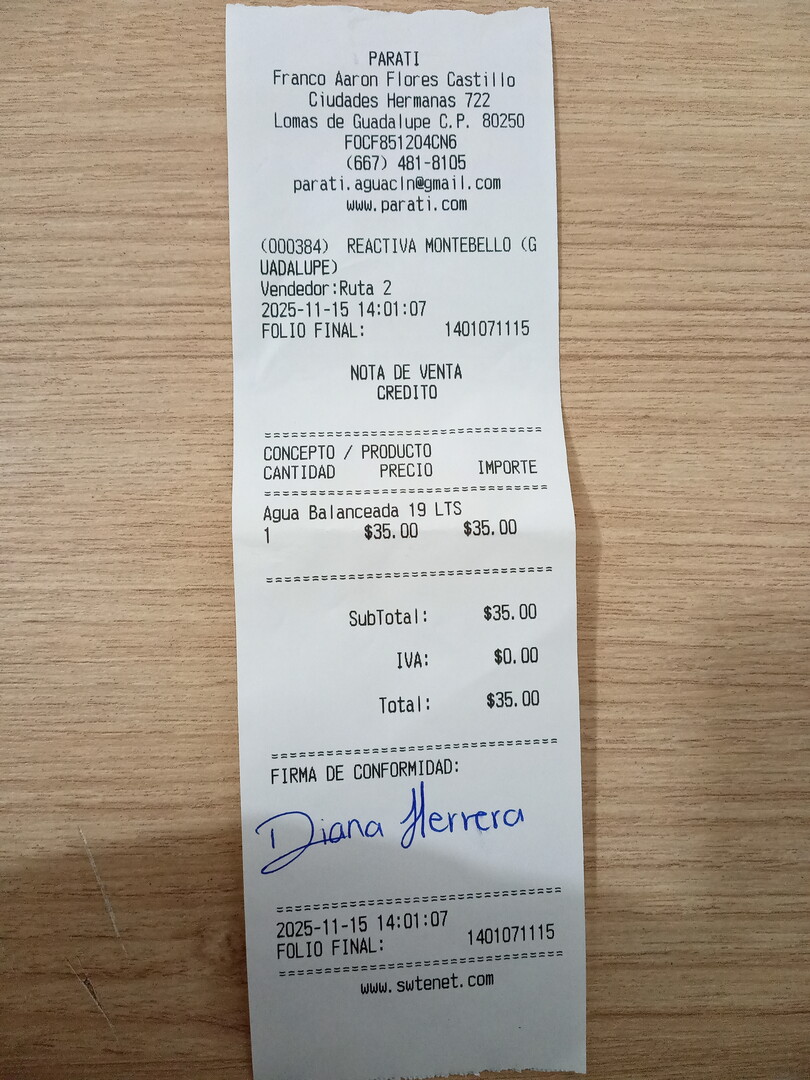 PARATI
Franco Aaron Flores Castillo
Ciudades Hermanas 722
Lomas de Guadalupe C.P. 80250
FOCF851204CN6
(667) 481-8105
parati.aguacln@gmail.com
www.parati.com
(000384) REACTIVA MONTEBELLO (G
UADALUPE)
Vendedor:Ruta 2
2025-11-15 14:01:07
FOLIO FINAL: 1401071115
NOTA DE VENTA
CREDITO
==================================
CONCEPTO / PRODUCTO
CANTIDAD PRECIO IMPORTE
==================================
Agua Balanceada 19 LTS
1 $35.00 $35.00
==================================
SubTotal: $35.00
IVA: $0.00
Total: $35.00
==================================
FIRMA DE CONFORMIDAD:
Diana Herrera
==================================
2025-11-15 14:01:07
FOLIO FINAL: 1401071115
==================================
www.swtenet.com